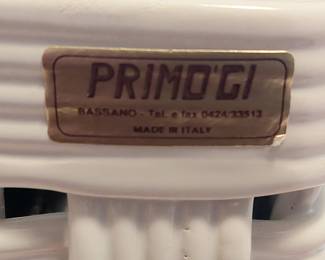 PRIMO'GI
BASSANO - Tel. e fax 0424/33513
MADE IN ITALY